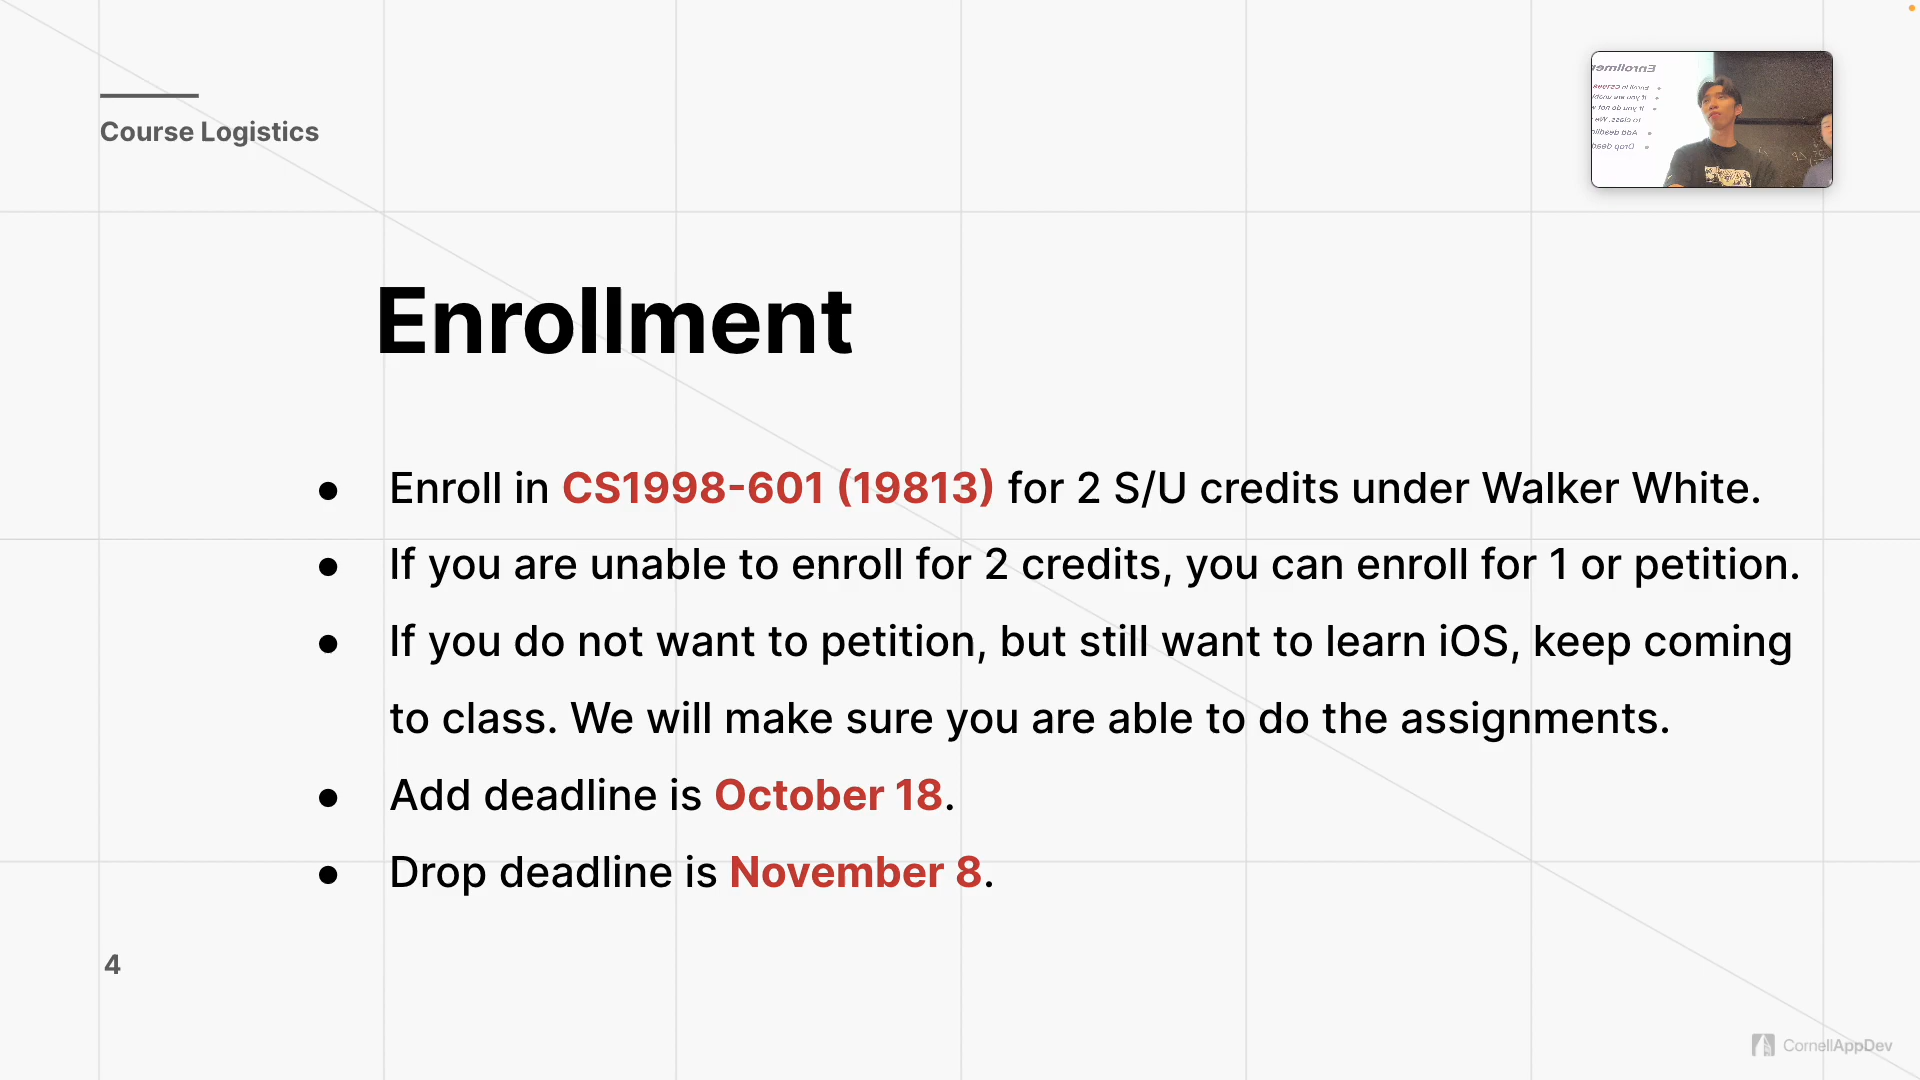 Course Logistics
Enrollment
● Enroll in CS1998-601 (19813) for 2 S/U credits under Walker White.
● If you are unable to enroll for 2 credits, you can enroll for 1 or petition.
● If you do not want to petition, but still want to learn iOS, keep coming
to class. We will make sure you are able to do the assignments.
● Add deadline is October 18.
● Drop deadline is November 8.
4
CornellAppDev